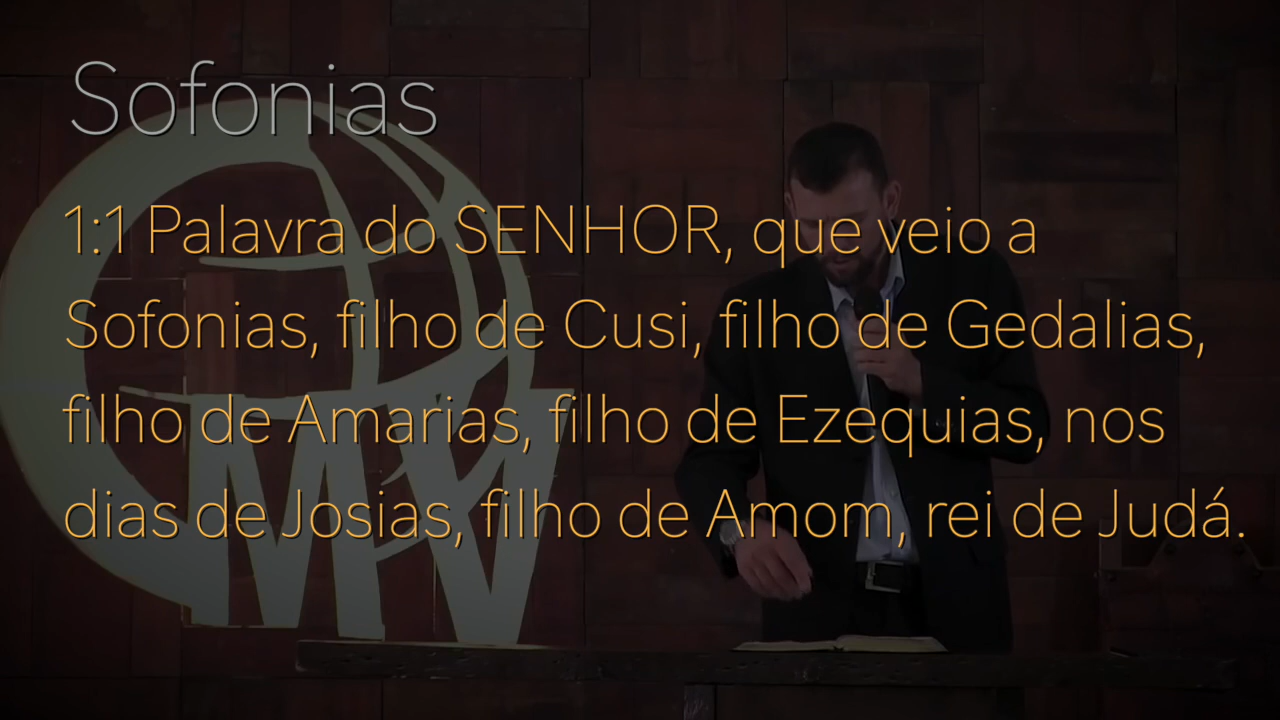 Sofonias
1:1 Palavra do SENHOR, que veio a
Sofonias, filho de Cusi, filho de Gedalias,
filho de Amarias, filho de Ezequias, nos
dias de Josias, filho de Amom, rei de Judá.
MV